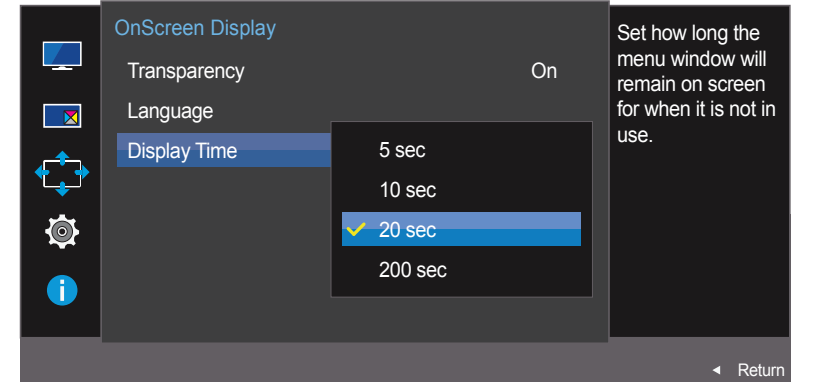 OnScreen Display
Transparency On
Language
Display Time
5 sec
10 sec
20 sec
200 sec
Set how long the
menu window will
remain on screen
for when it is not in
use.
Return